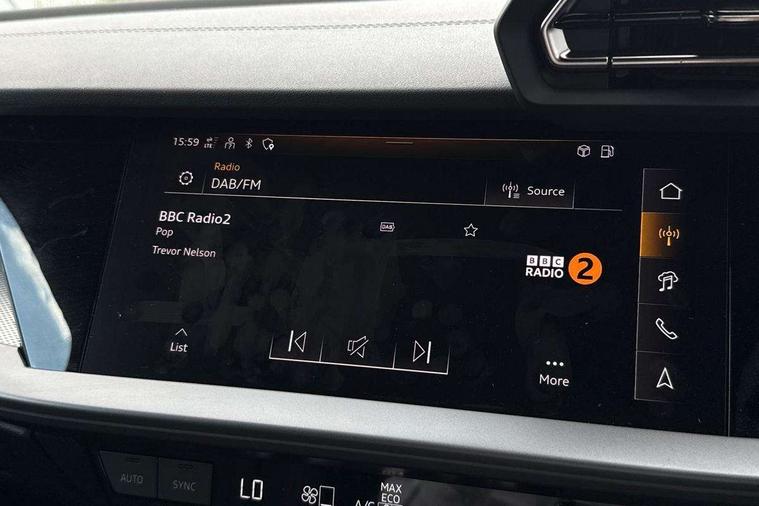 15:59
LTE
Radio
DAB/FM
Source
BBC Radio2
Pop
Trevor Nelson
DAB
BBC
RADIO 2
List
More
AUTO
SYNC
LO
A/C
MAX
ECO